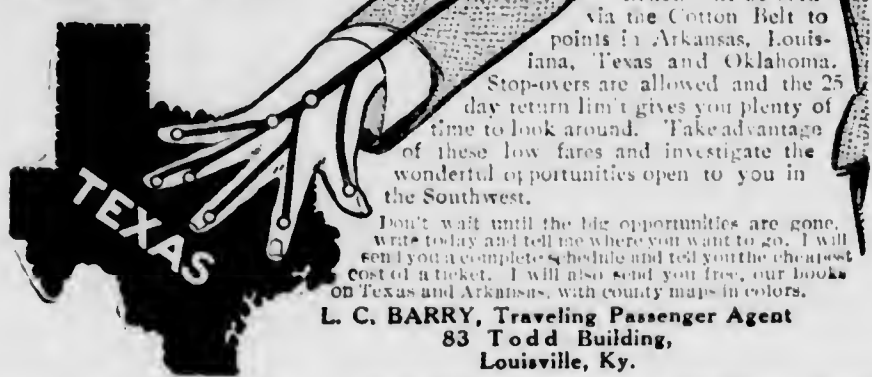 via the Cotton Belt to
points in Arkansas, Louis-
iana, Texas and Oklahoma.
Stop-overs are allowed and the 25
day return limit gives you plenty of
time to look around. Take advantage
of these low fares and investigate the
wonderful opportunities open to you in
the Southwest.
Don't wait until the big opportunities are gone,
write today and tell me where you want to go. I will
send you a complete schedule and tell you the cheapest
cost of a ticket. I will also send you free, our books
on Texas and Arkansas, with county maps in colors.
TEXAS
L. C. BARRY, Traveling Passenger Agent
83 Todd Building,
Louisville, Ky.